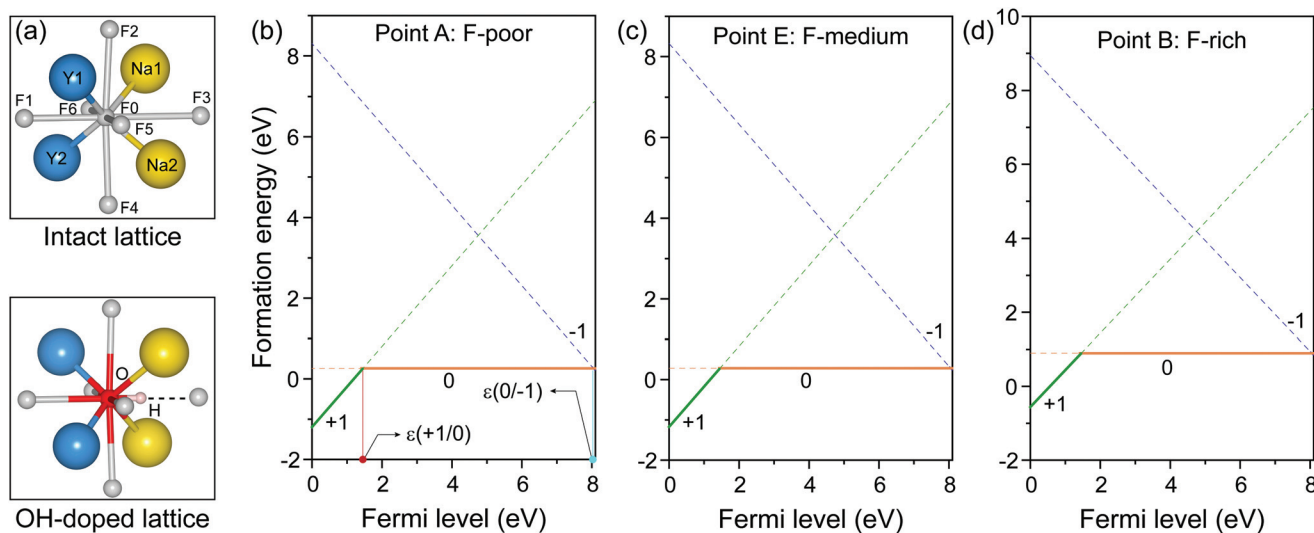 (a)
F2
Y1
Na1
F1
F6
F0
F3
F5
Y2
Na2
F4
Intact lattice
O
H
OH-doped lattice
(b)
Point A: F-poor
Formation energy (eV)
8
6
4
2
0
-2
-1
0
+1
ε(0/-1)
ε(+1/0)
0 2 4 6 8
Fermi level (eV)
(c)
Point E: F-medium
8
6
4
2
0
-2
-1
0
+1
0 2 4 6 8
Fermi level (eV)
(d)
Point B: F-rich
10
8
6
4
2
0
-2
-1
0
+1
0 2 4 6 8
Fermi level (eV)